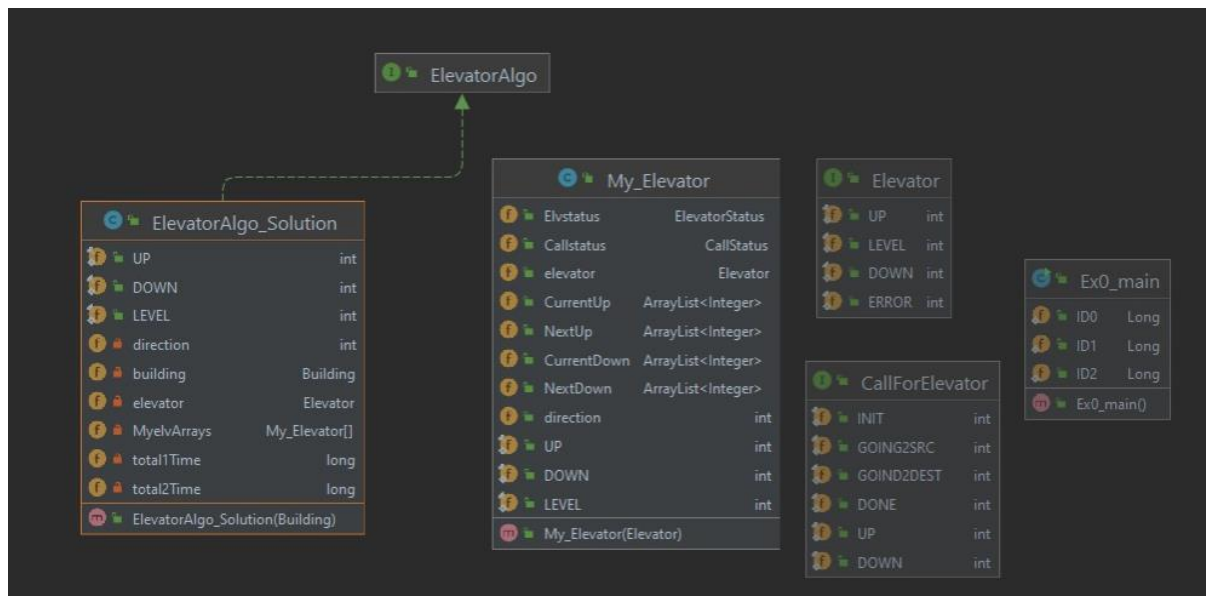 ElevatorAlgo
ElevatorAlgo_Solution
UP int
DOWN int
LEVEL int
direction int
building Building
elevator Elevator
MyelvArrays My_Elevator[]
total1Time long
total2Time long
ElevatorAlgo_Solution(Building)
My_Elevator
Elvstatus ElevatorStatus
Callstatus CallStatus
elevator Elevator
CurrentUp ArrayList<Integer>
NextUp ArrayList<Integer>
CurrentDown ArrayList<Integer>
NextDown ArrayList<Integer>
direction int
UP int
DOWN int
LEVEL int
My_Elevator(Elevator)
Elevator
UP int
LEVEL int
DOWN int
ERROR int
CallForElevator
INIT int
GOING2SRC int
GOIND2DEST int
DONE int
UP int
DOWN int
Ex0_main
ID0 Long
ID1 Long
ID2 Long
Ex0_main()